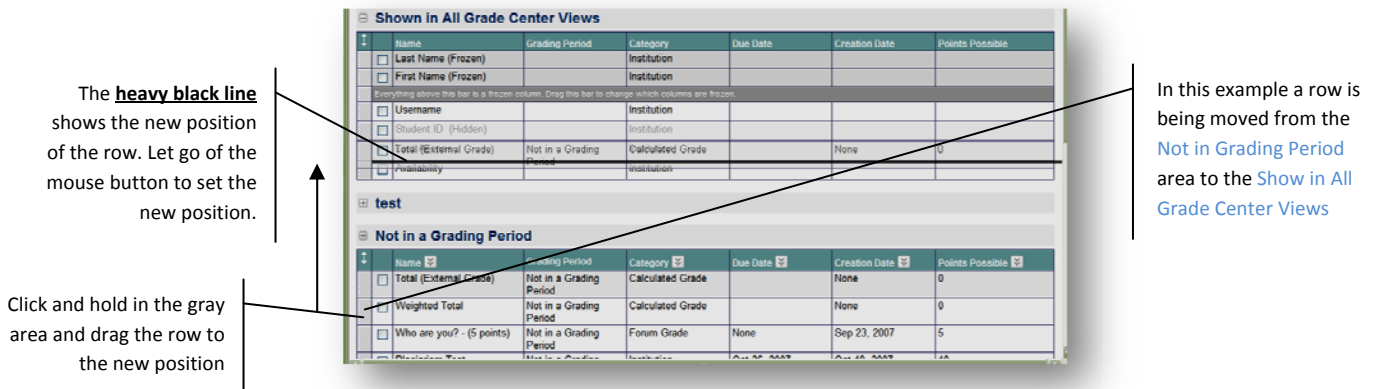 Shown in All Grade Center Views
Name Grading Period Category Due Date Creation Date Points Possible
Last Name (Frozen) Institution
First Name (Frozen) Institution
Everything above this bar is a frozen column. Drag this bar to change which columns are frozen.
Username Institution
Student ID (Hidden) Institution
Total (External Grade) Not in a Grading Calculated Grade None 0
Period
Availability Institution
test
Not in a Grading Period
Name Grading Period Category Due Date Creation Date Points Possible
Total (External Grade) Not in a Grading Calculated Grade None 0
Period
Weighted Total Not in a Grading Calculated Grade None 0
Period
Who are you? - (5 points) Not in a Grading Forum Grade None Sep 23, 2007 5
Period
The heavy black line
shows the new position
of the row. Let go of the
mouse button to set the
new position.
Click and hold in the gray
area and drag the row to
the new position
In this example a row is
being moved from the
Not in Grading Period
area to the Show in All
Grade Center Views